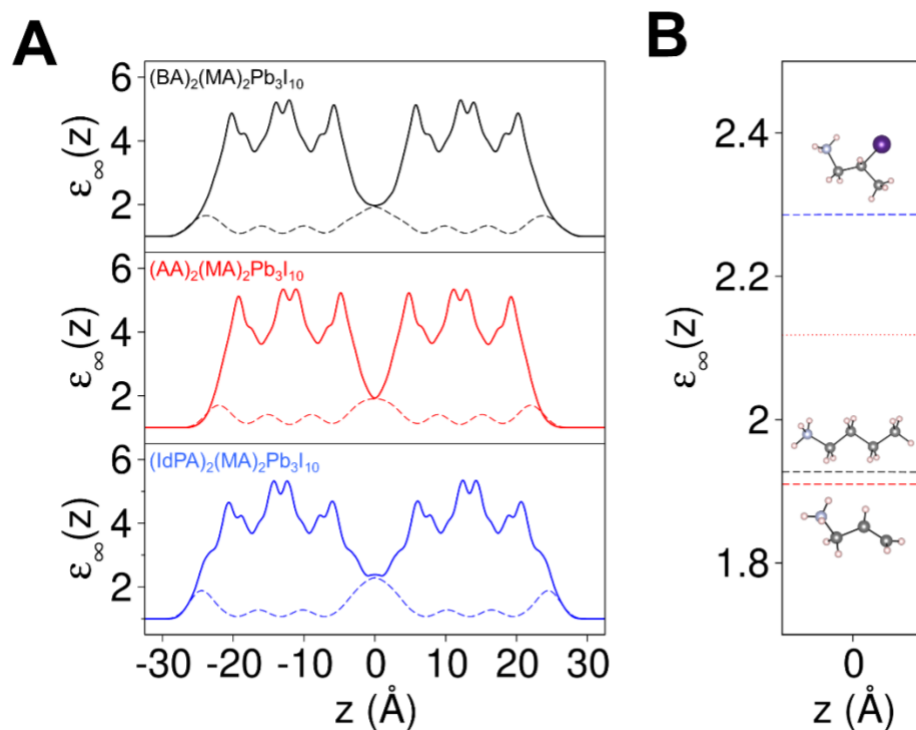 A
B
(BA)₂(MA)₂Pb₃I₁₀
6
4
2
ε∞(z)
(AA)₂(MA)₂Pb₃I₁₀
6
4
2
ε∞(z)
(IdPA)₂(MA)₂Pb₃I₁₀
6
4
2
ε∞(z)
-30 -20 -10 0 10 20 30
z (Å)
2.4
2.2
2
1.8
ε∞(z)
0
z (Å)